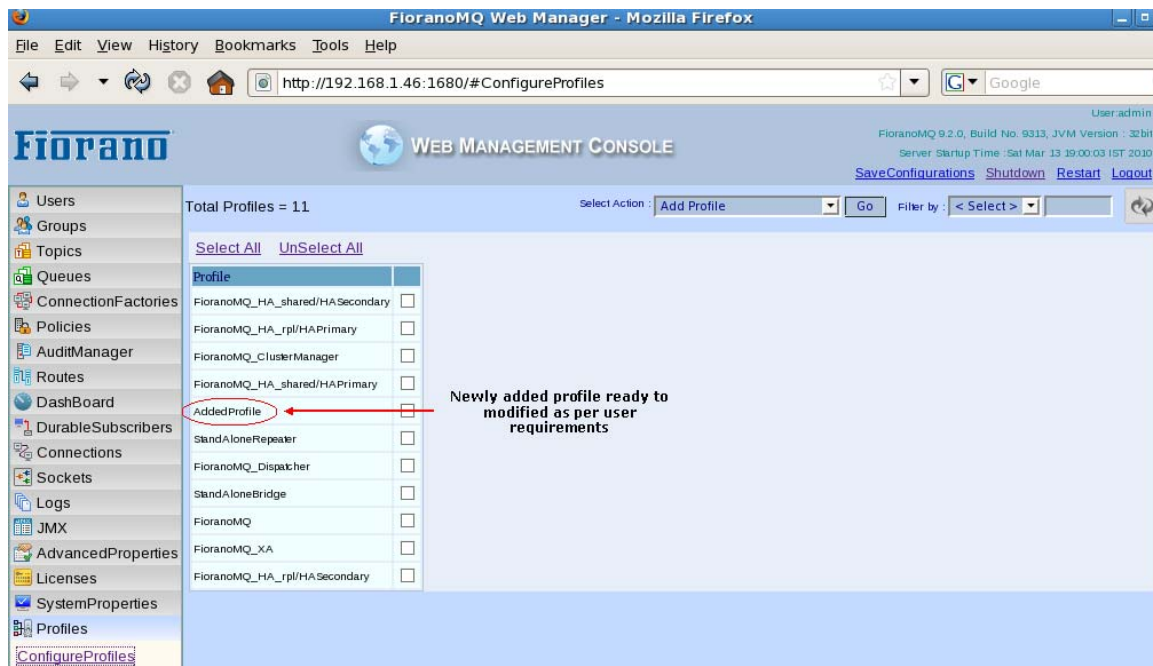 FioranoMQ Web Manager - Mozilla Firefox
File Edit View History Bookmarks Tools Help
http://192.168.1.46:1680/#ConfigureProfiles
G Google
User:admin
Fiorano
WEB MANAGEMENT CONSOLE
FioranoMQ 9.2.0, Build No. 9313, JVM Version : 32bit
Server Startup Time :Sat Mar 13 19:00:03 IST 2010
SaveConfigurations Shutdown Restart Logout
Users
Groups
Topics
Queues
ConnectionFactories
Policies
AuditManager
Routes
DashBoard
DurableSubscribers
Connections
Sockets
Logs
JMX
AdvancedProperties
Licenses
SystemProperties
Profiles
ConfigureProfiles
Total Profiles = 11
Select Action : Add Profile Go Filter by : < Select >
Select All UnSelect All
Profile
FioranoMQ_HA_shared/HASecondary
FioranoMQ_HA_rpl/HAPrimary
FioranoMQ_ClusterManager
FioranoMQ_HA_shared/HAPrimary
AddedProfile
StandAloneRepeater
FioranoMQ_Dispatcher
StandAloneBridge
FioranoMQ
FioranoMQ_XA
FioranoMQ_HA_rpl/HASecondary
Newly added profile ready to
modified as per user
requirements